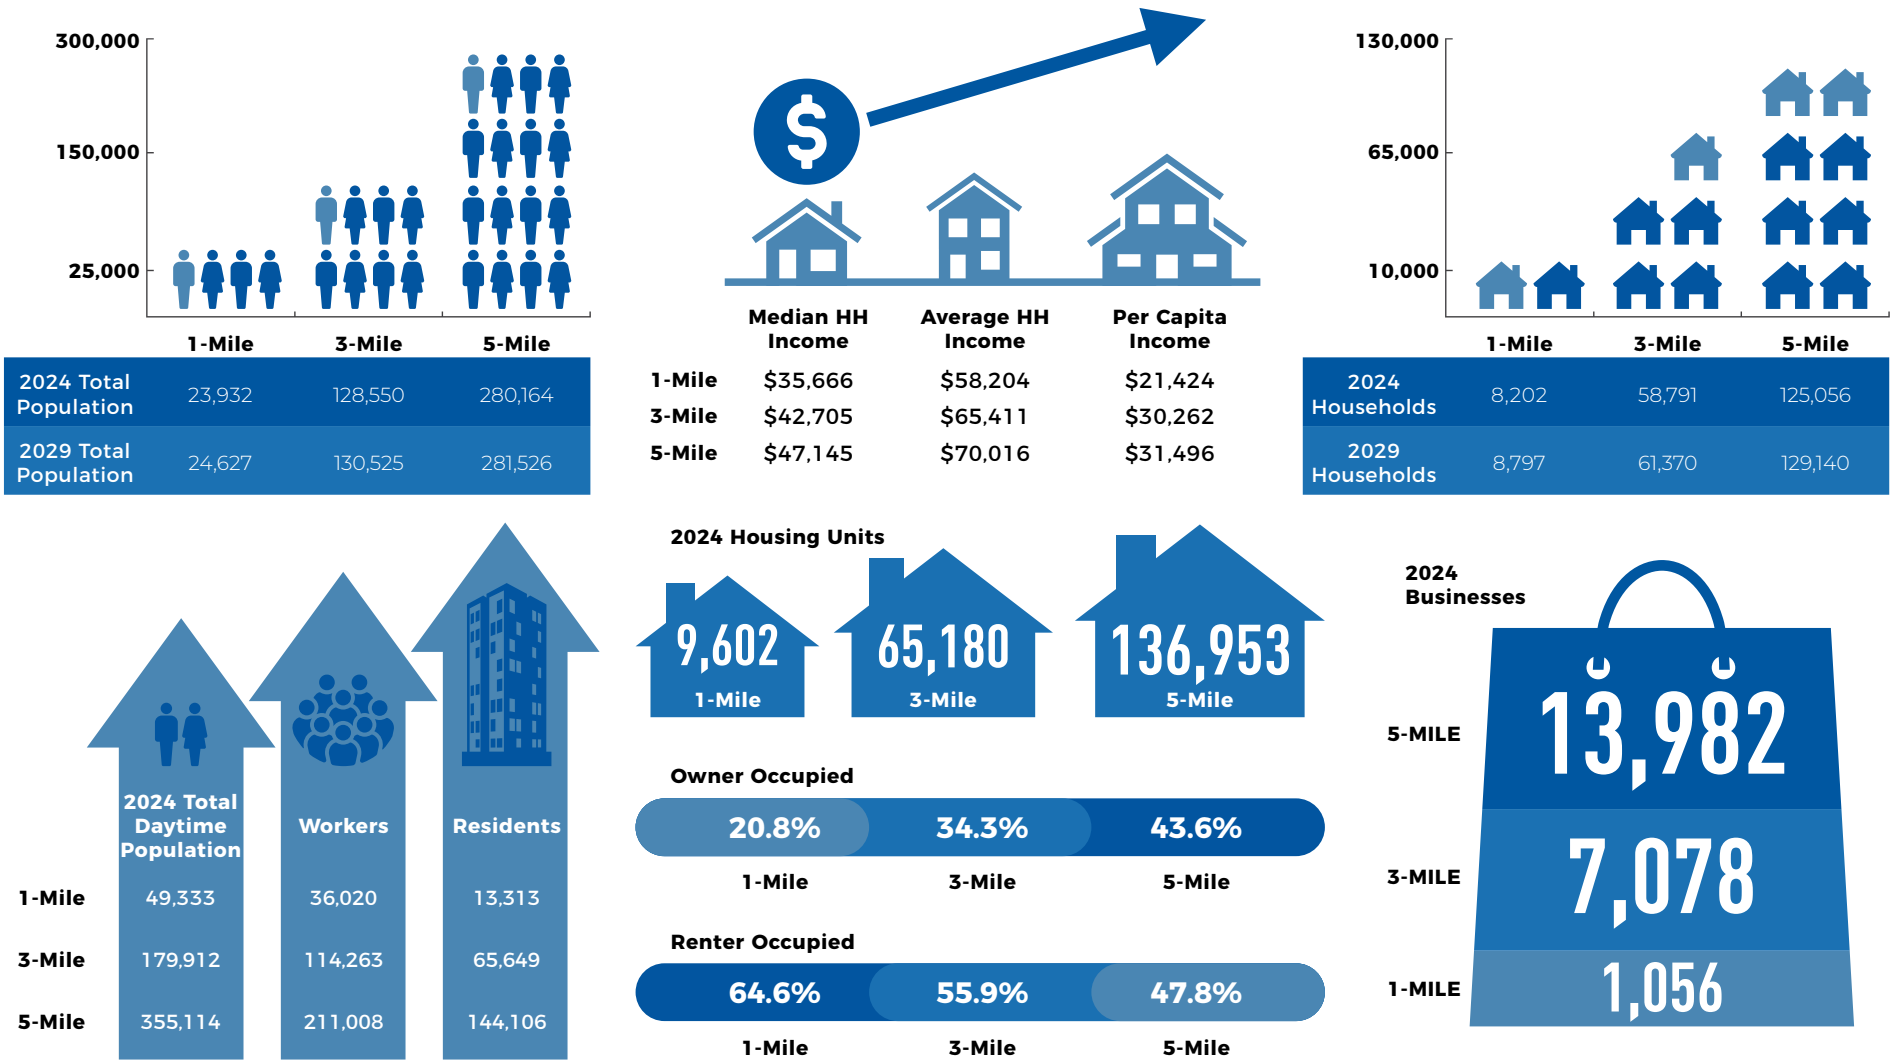 300,000
150,000
25,000
1-Mile 3-Mile 5-Mile
2024 Total
Population
23,932 128,550 280,164
2029 Total
Population
24,627 130,525 281,526
$
Median HH
Income
Average HH
Income
Per Capita
Income
1-Mile $35,666 $58,204 $21,424
3-Mile $42,705 $65,411 $30,262
5-Mile $47,145 $70,016 $31,496
130,000
65,000
10,000
1-Mile 3-Mile 5-Mile
2024
Households
8,202 58,791 125,056
2029
Households
8,797 61,370 129,140
2024 Total
Daytime
Population
Workers
Residents
1-Mile 49,333 36,020 13,313
3-Mile 179,912 114,263 65,649
5-Mile 355,114 211,008 144,106
2024 Housing Units
9,602
1-Mile
65,180
3-Mile
136,953
5-Mile
Owner Occupied
20.8% 34.3% 43.6%
1-Mile 3-Mile 5-Mile
Renter Occupied
64.6% 55.9% 47.8%
1-Mile 3-Mile 5-Mile
2024
Businesses
5-MILE 13,982
3-MILE 7,078
1-MILE 1,056